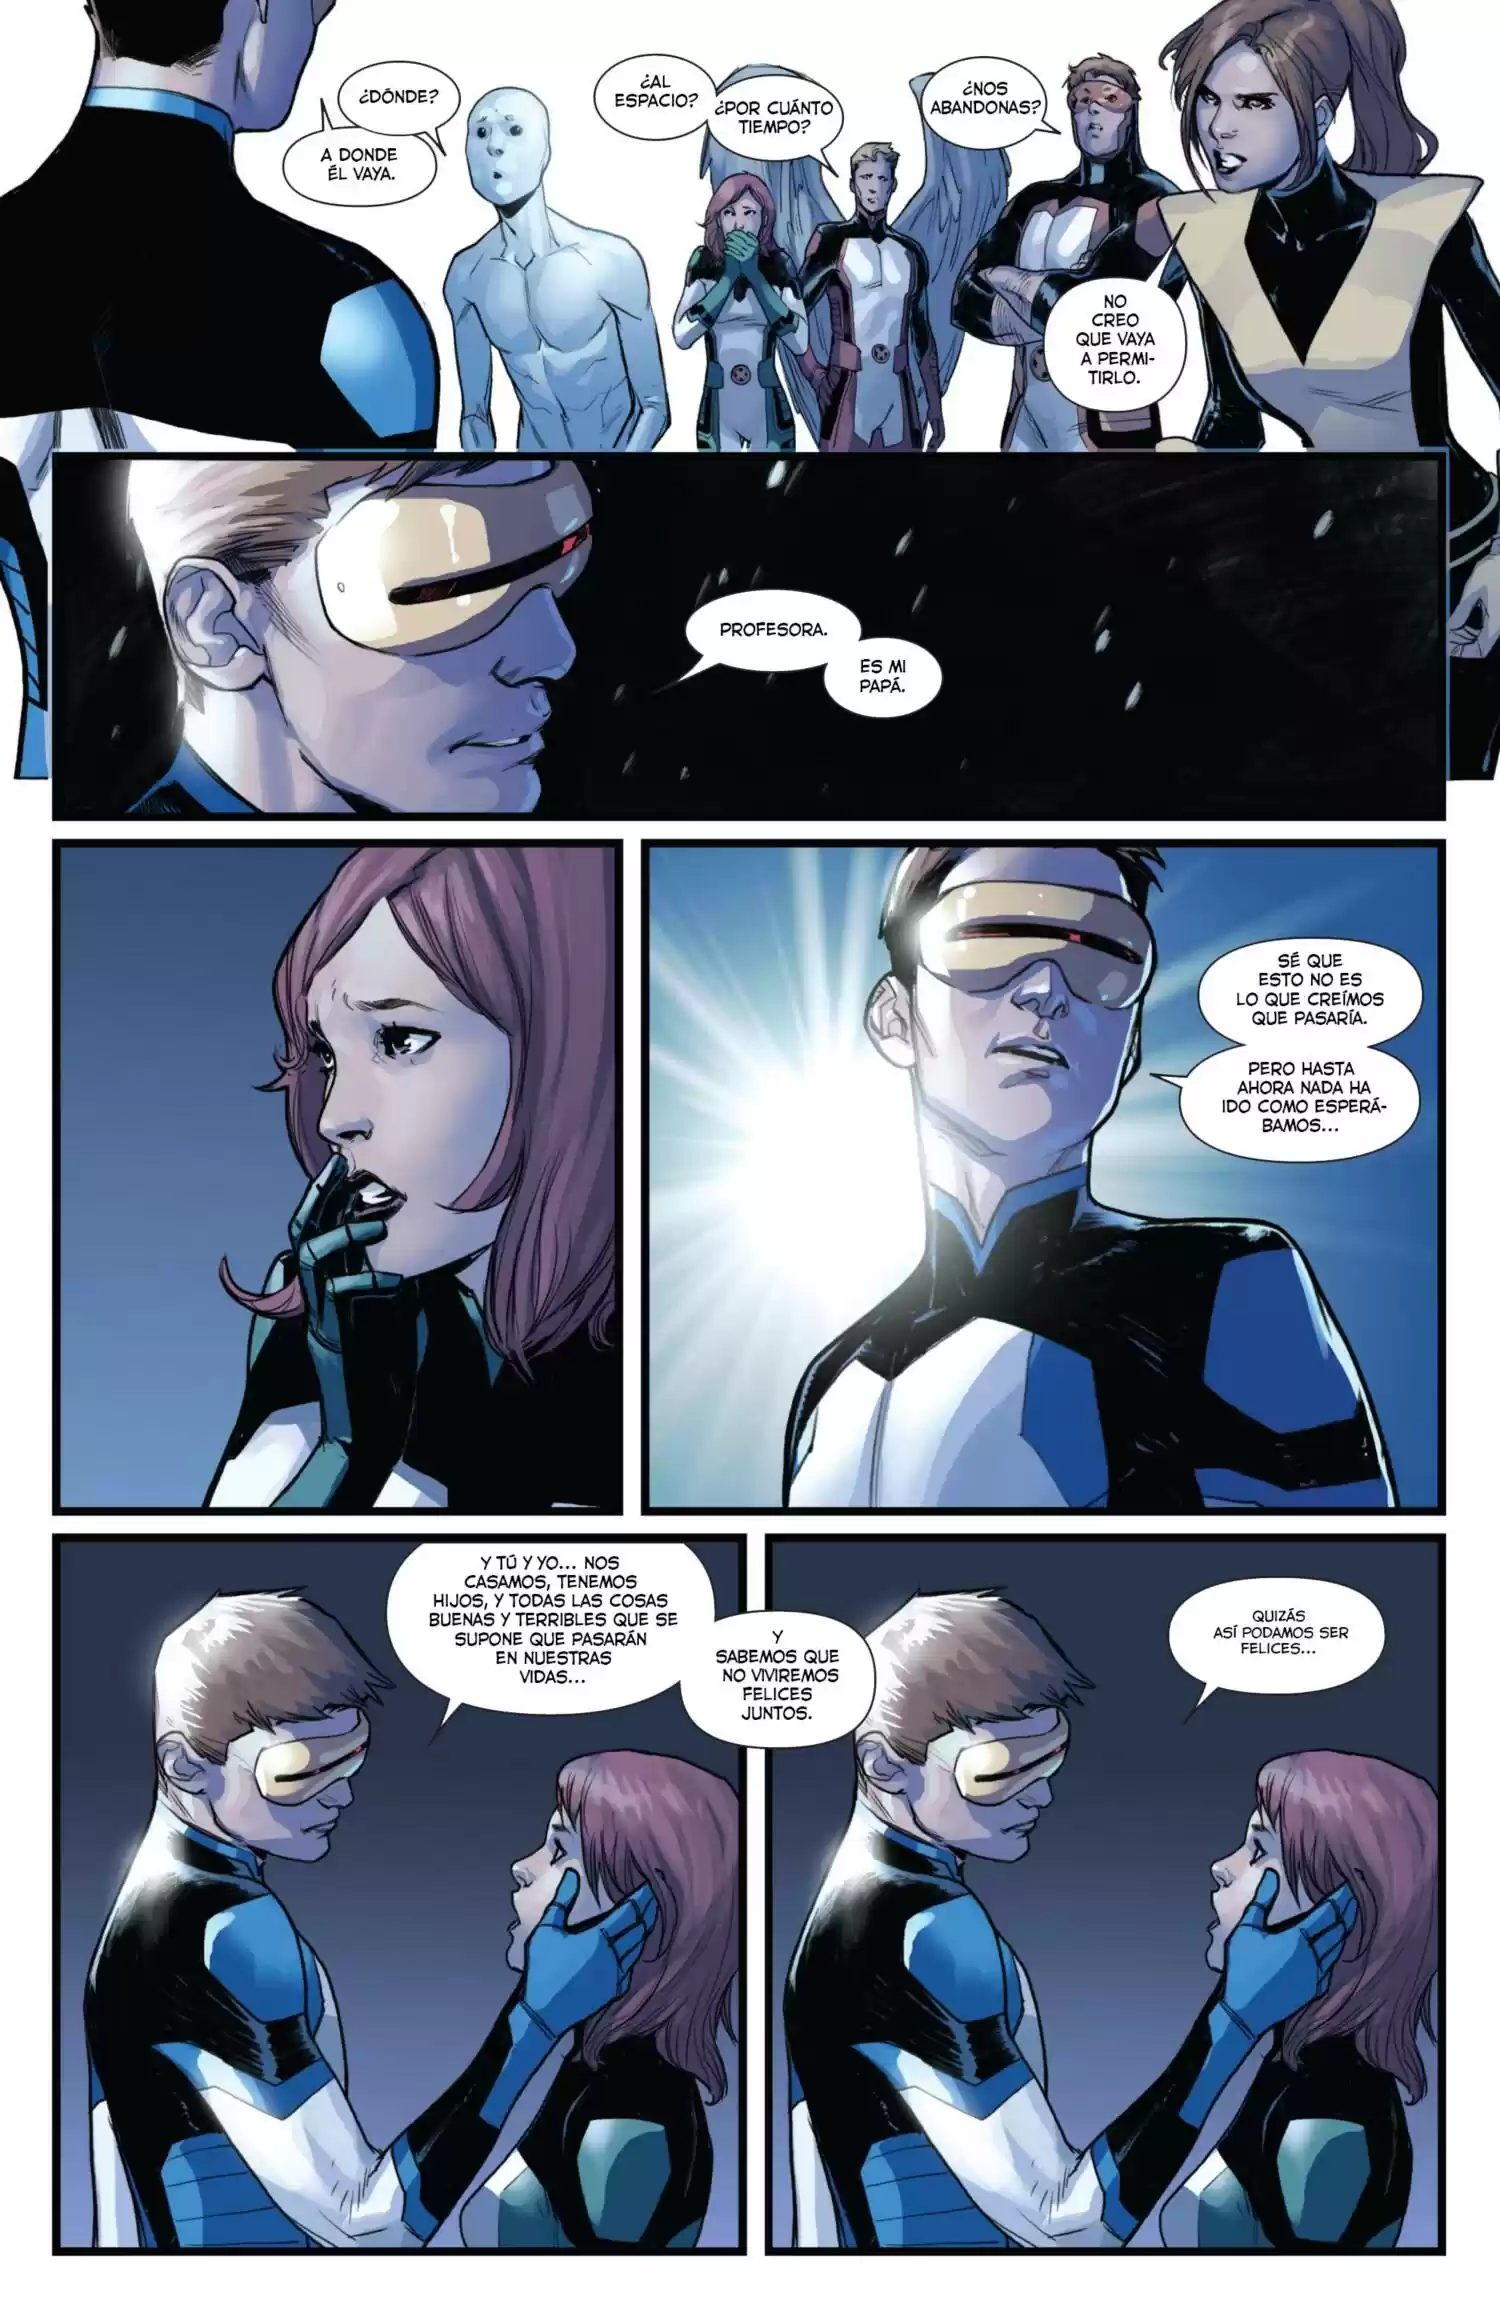 ¿DÓNDE?
A DONDE
ÉL VAYA.
¿AL
ESPACIO?
¿POR CUÁNTO
TIEMPO?
¿NOS
ABANDONAS?
NO
CREO
QUE VAYA
A PERMI-
TIRLO.
PROFESORA.
ES MI
PAPÁ.
SÉ QUE
ESTO NO ES
LO QUE CREÍMOS
QUE PASARÍA.
PERO HASTA
AHORA NADA HA
IDO COMO ESPERÁ-
BAMOS...
Y TÚ Y YO... NOS
CASAMOS, TENEMOS
HIJOS, Y TODAS LAS COSAS
BUENAS Y TERRIBLES QUE SE
SUPONE QUE PASARÁN
EN NUESTRAS
VIDAS...
Y
SABEMOS QUE
NO VIVIREMOS
FELICES
JUNTOS.
QUIZÁS
ASÍ PODAMOS SER
FELICES...